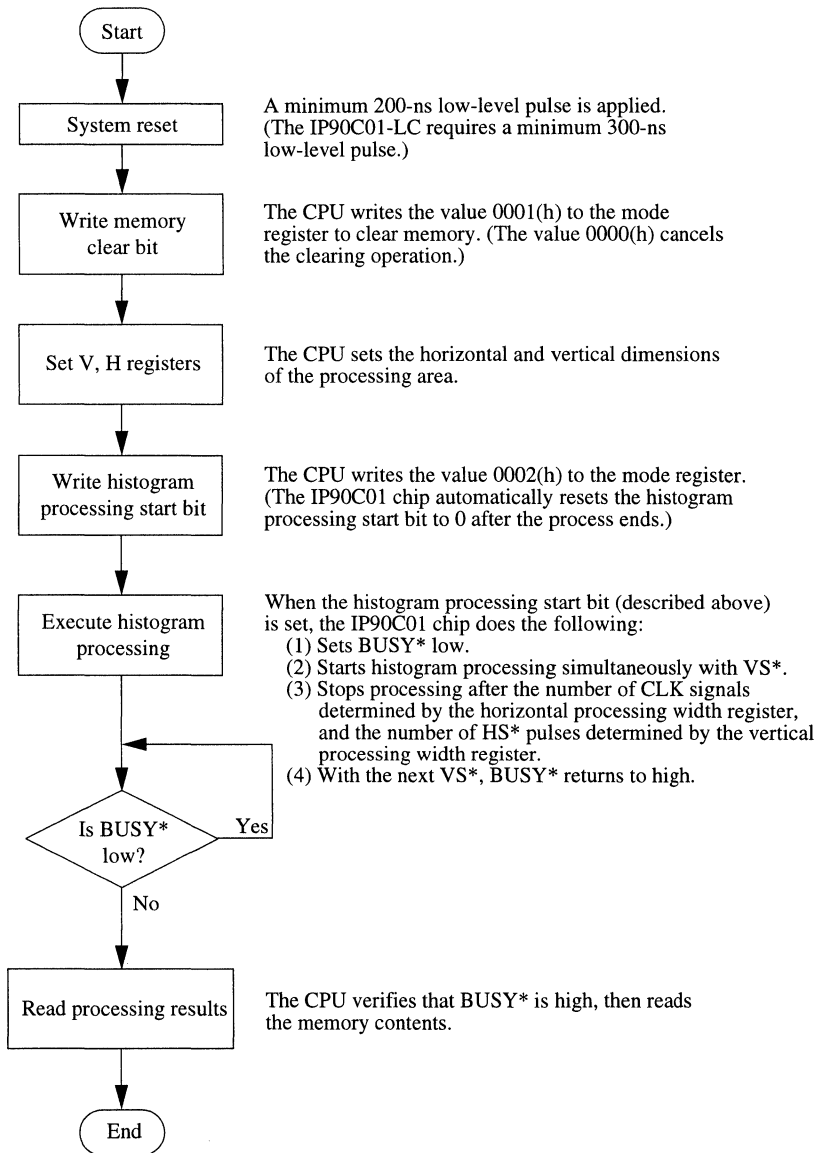 Start
System reset
A minimum 200-ns low-level pulse is applied.
(The IP90C01-LC requires a minimum 300-ns
low-level pulse.)
Write memory
clear bit
The CPU writes the value 0001(h) to the mode
register to clear memory. (The value 0000(h) cancels
the clearing operation.)
Set V, H registers
The CPU sets the horizontal and vertical dimensions
of the processing area.
Write histogram
processing start bit
The CPU writes the value 0002(h) to the mode register.
(The IP90C01 chip automatically resets the histogram
processing start bit to 0 after the process ends.)
Execute histogram
processing
When the histogram processing start bit (described above)
is set, the IP90C01 chip does the following:
(1) Sets BUSY* low.
(2) Starts histogram processing simultaneously with VS*.
(3) Stops processing after the number of CLK signals
determined by the horizontal processing width register,
and the number of HS* pulses determined by the vertical
processing width register.
(4) With the next VS*, BUSY* returns to high.
Is BUSY*
low?
Yes
No
Read processing results
The CPU verifies that BUSY* is high, then reads
the memory contents.
End